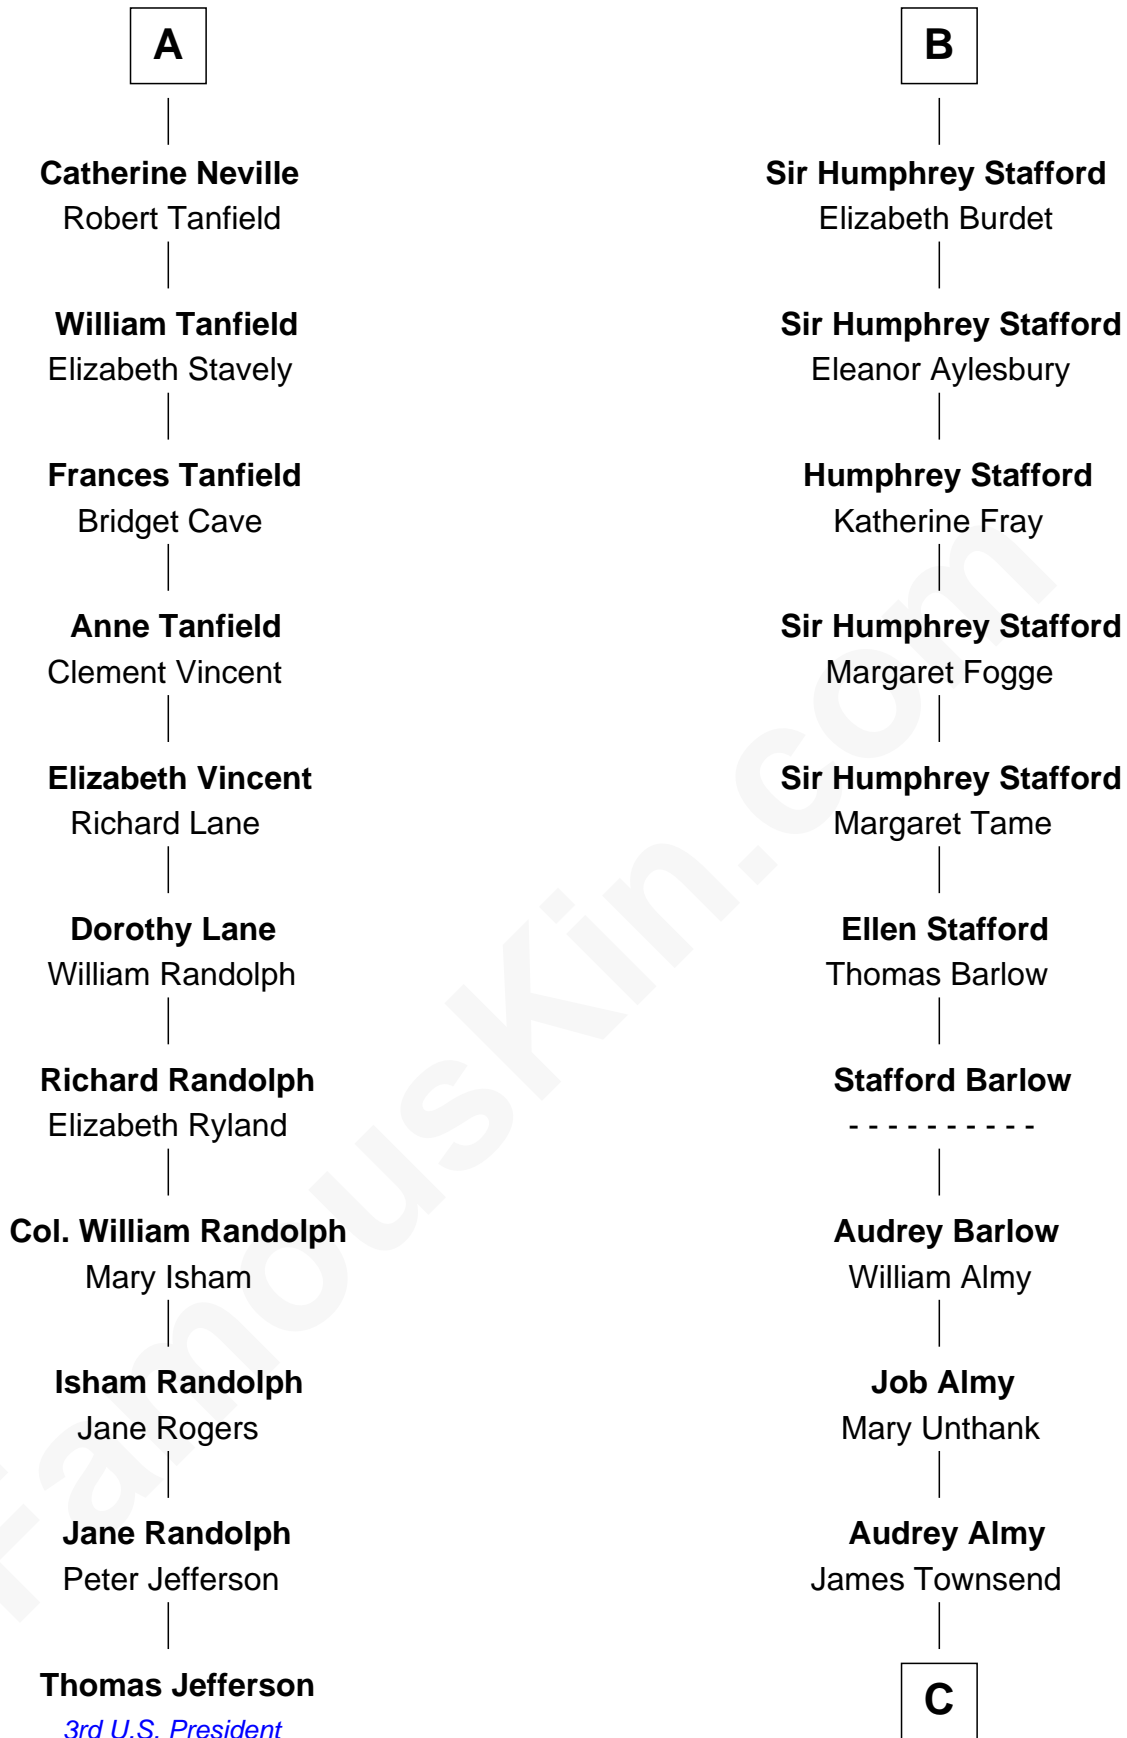 A
Catherine Neville
Robert Tanfield
William Tanfield
Elizabeth Stavely
Frances Tanfield
Bridget Cave
Anne Tanfield
Clement Vincent
Elizabeth Vincent
Richard Lane
Dorothy Lane
William Randolph
Richard Randolph
Elizabeth Ryland
Col. William Randolph
Mary Isham
Isham Randolph
Jane Rogers
Jane Randolph
Peter Jefferson
Thomas Jefferson
3rd U.S. President
B
Sir Humphrey Stafford
Elizabeth Burdet
Sir Humphrey Stafford
Eleanor Aylesbury
Humphrey Stafford
Katherine Fray
Sir Humphrey Stafford
Margaret Fogge
Sir Humphrey Stafford
Margaret Tame
Ellen Stafford
Thomas Barlow
Stafford Barlow
- - - - - - - - - -
Audrey Barlow
William Almy
Job Almy
Mary Unthank
Audrey Almy
James Townsend
C
FamousKin.com